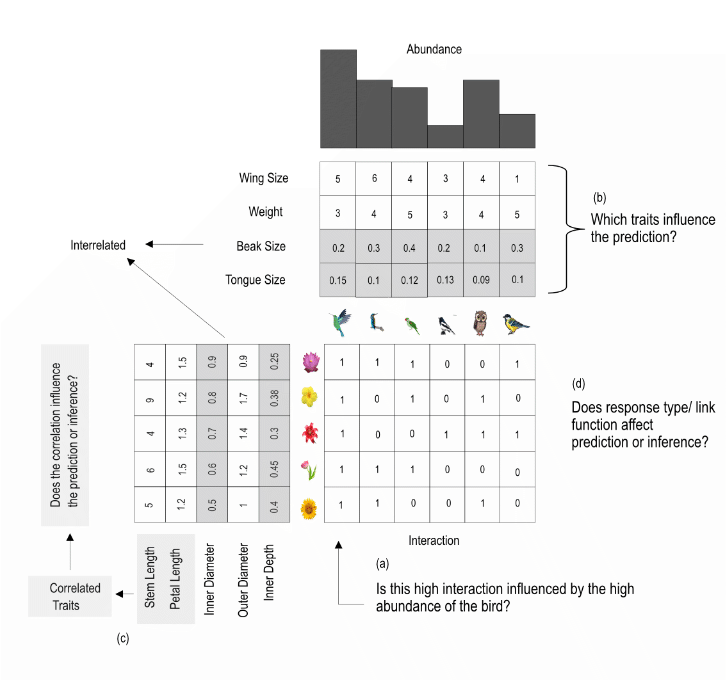 Abundance
Wing Size 5 6 4 3 4 1
Weight 3 4 5 3 4 5
Beak Size 0.2 0.3 0.4 0.2 0.1 0.3
Tongue Size 0.15 0.1 0.12 0.13 0.09 0.1
(b)
Which traits influence
the prediction?
Interrelated
Does the correlation influence
the prediction or inference?
4 1.5 0.9 0.9 0.25
9 1.2 0.8 1.7 0.38
4 1.3 0.7 1.4 0.3
6 1.5 0.6 1.2 0.45
5 1.2 0.5 1 0.4
1 1 1 0 0 1
1 0 1 0 1 0
1 0 0 1 1 1
1 1 1 0 0 0
1 1 0 0 1 0
(d)
Does response type/ link
function affect
prediction or inference?
Stem Length
Petal Length
Inner Diameter
Outer Diameter
Inner Depth
Interaction
(a)
Is this high interaction influenced by the high
abundance of the bird?
Correlated
Traits
(c)